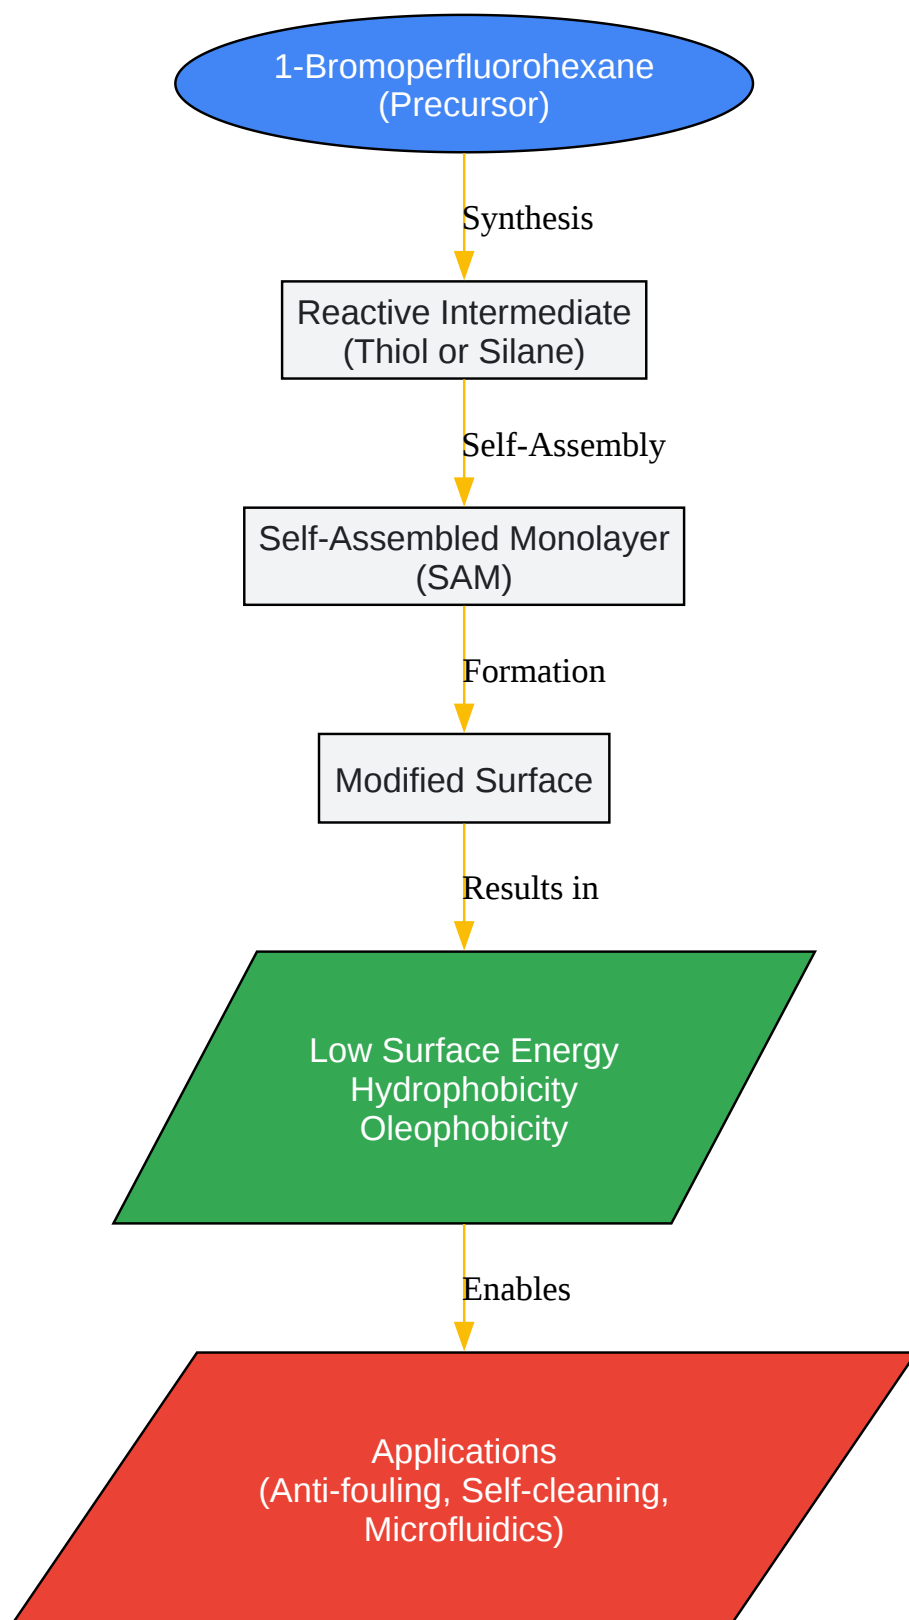 1-Bromoperfluorohexane
(Precursor)
Synthesis
Reactive Intermediate
(Thiol or Silane)
Self-Assembly
Self-Assembled Monolayer
(SAM)
Formation
Modified Surface
Results in
Low Surface Energy
Hydrophobicity
Oleophobicity
Enables
Applications
(Anti-fouling, Self-cleaning,
Microfluidics)